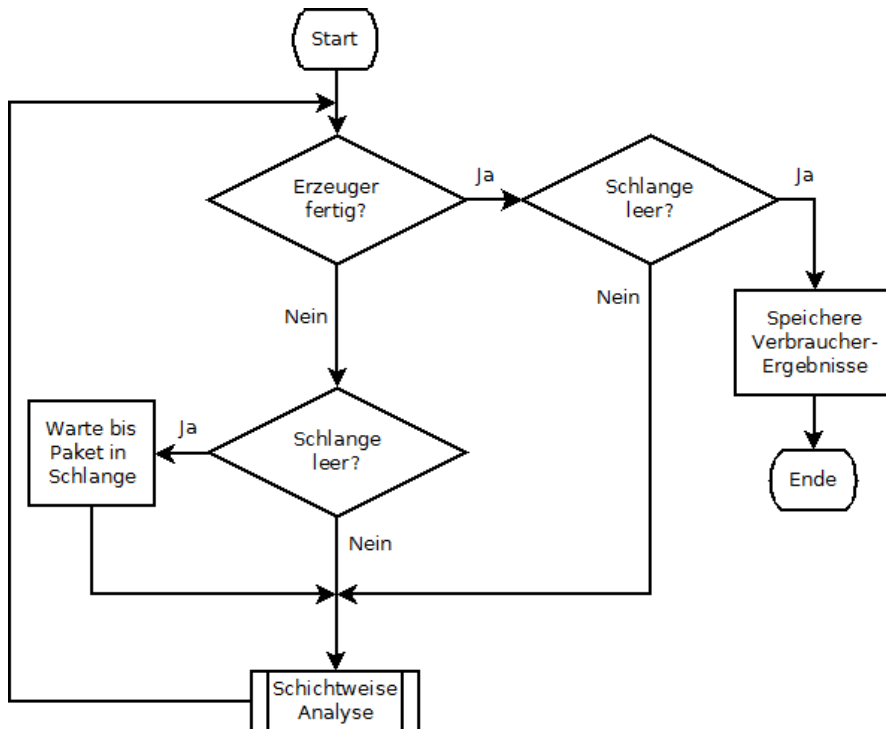 Start
Erzeuger
fertig?
Ja
Schlange
leer?
Ja
Nein
Nein
Speichere
Verbraucher-
Ergebnisse
Warte bis
Paket in
Schlange
Ja
Schlange
leer?
Ende
Nein
Schichtweise
Analyse